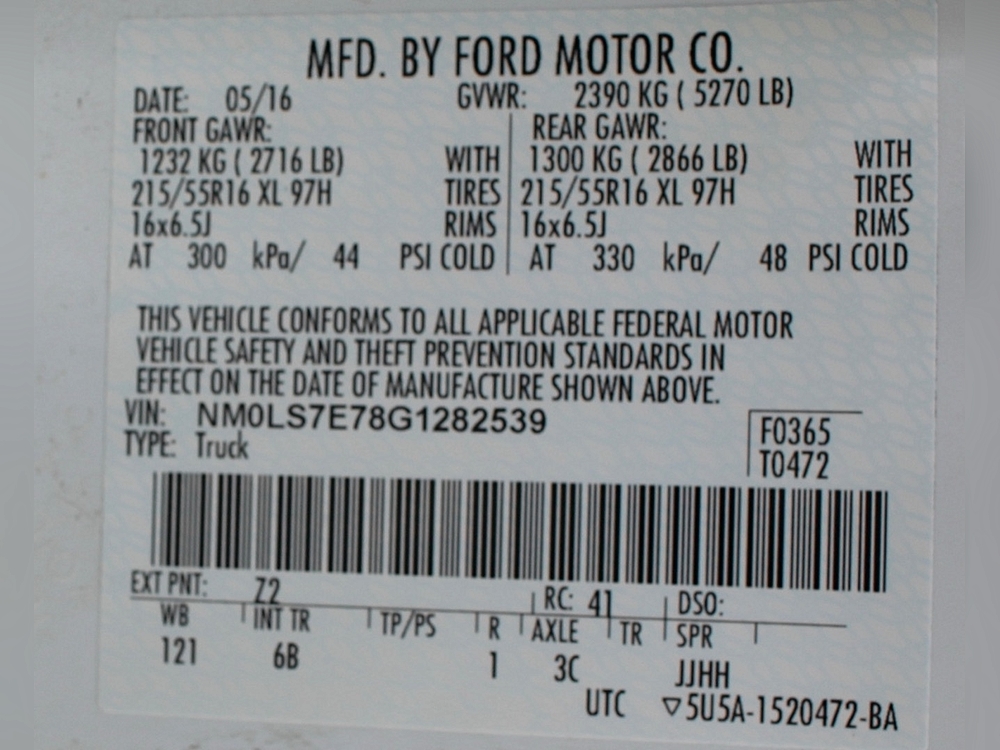 MFD. BY FORD MOTOR CO.
DATE: 05/16 GVWR: 2390 KG ( 5270 LB)
FRONT GAWR: REAR GAWR:
1232 KG ( 2716 LB) WITH 1300 KG ( 2866 LB) WITH
215/55R16 XL 97H TIRES 215/55R16 XL 97H TIRES
16x6.5J RIMS 16x6.5J RIMS
AT 300 kPa/ 44 PSI COLD AT 330 kPa/ 48 PSI COLD
THIS VEHICLE CONFORMS TO ALL APPLICABLE FEDERAL MOTOR
VEHICLE SAFETY AND THEFT PREVENTION STANDARDS IN
EFFECT ON THE DATE OF MANUFACTURE SHOWN ABOVE.
VIN: NM0LS7E78G1282539
F0365
TYPE: Truck
T0472
EXT PNT: Z2 RC: 41 DSO:
WB INT TR TP/PS R AXLE TR SPR
121 6B 1 3C JJHH
UTC ▽5U5A-1520472-BA